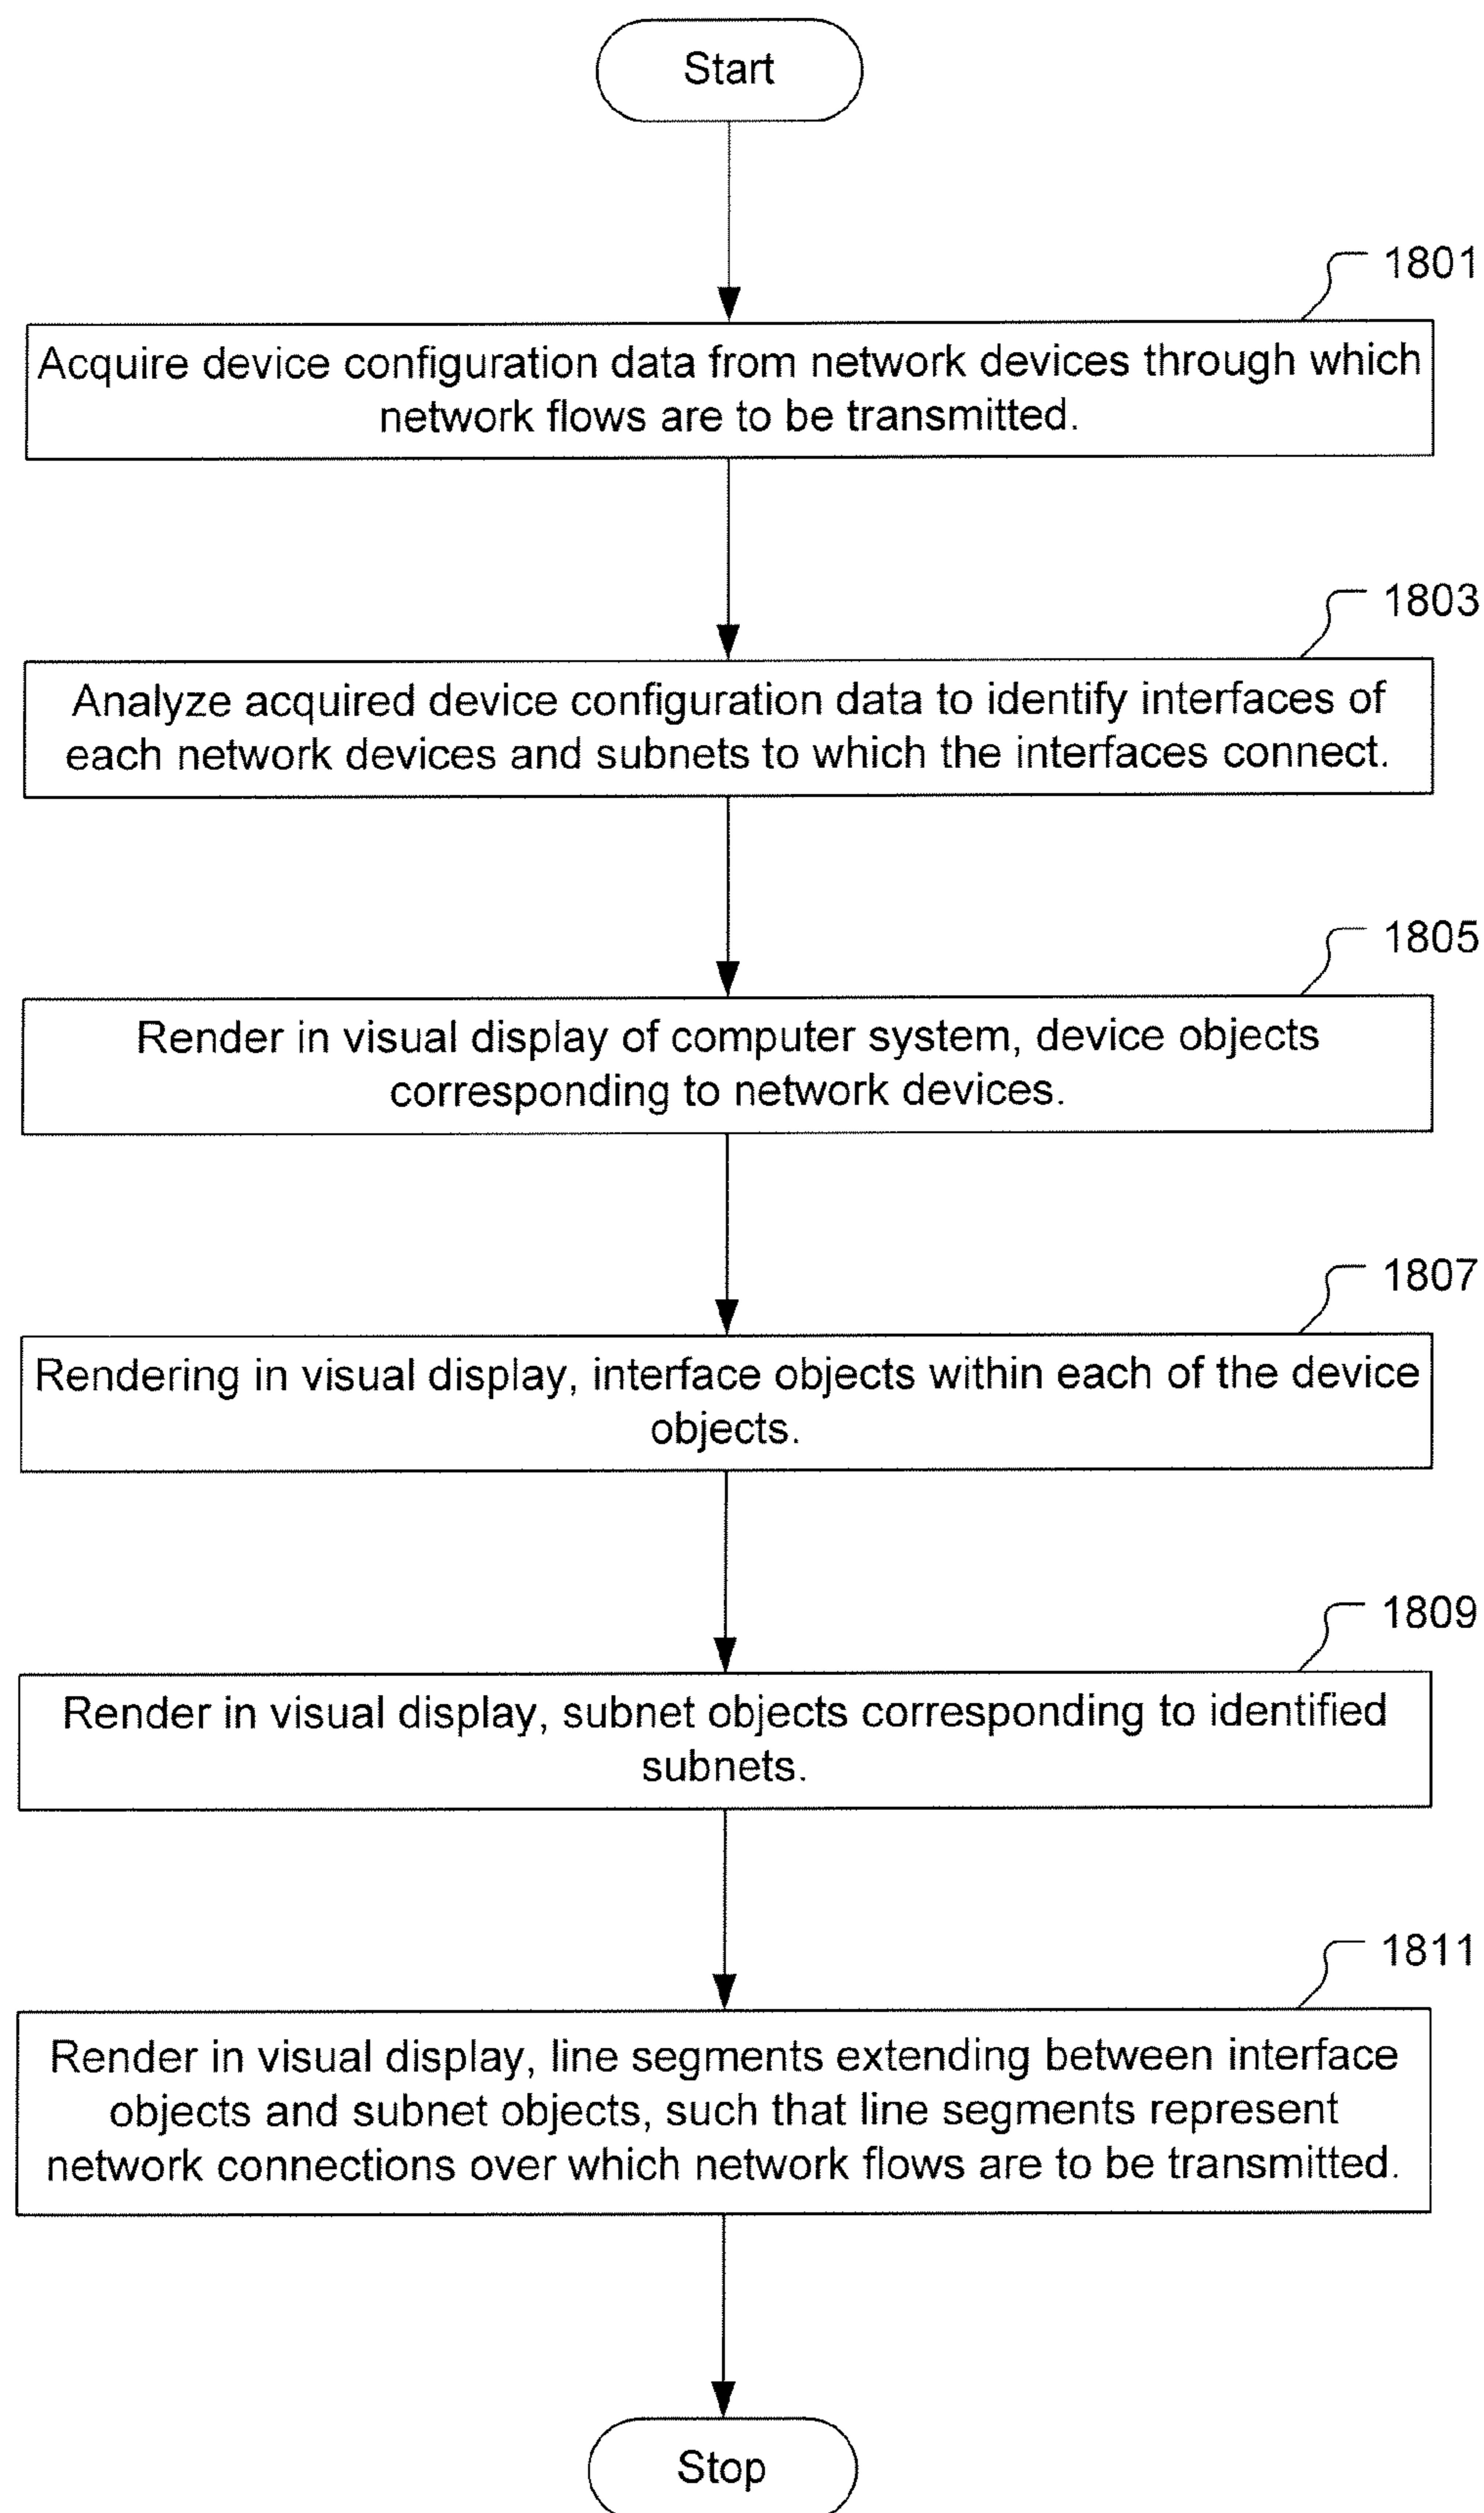 Start
1801
Acquire device configuration data from network devices through which
network flows are to be transmitted.
1803
Analyze acquired device configuration data to identify interfaces of
each network devices and subnets to which the interfaces connect.
1805
Render in visual display of computer system, device objects
corresponding to network devices.
1807
Rendering in visual display, interface objects within each of the device
objects.
1809
Render in visual display, subnet objects corresponding to identified
subnets.
1811
Render in visual display, line segments extending between interface
objects and subnet objects, such that line segments represent
network connections over which network flows are to be transmitted.
Stop